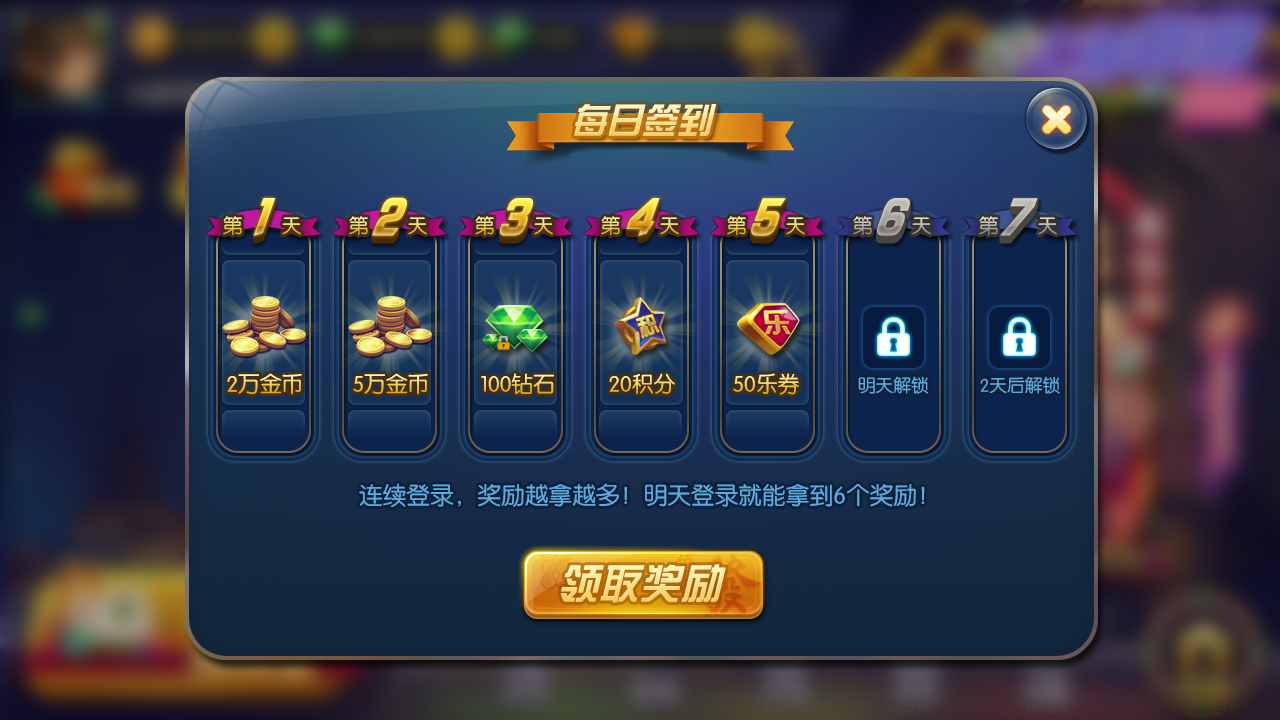 每日签到
第1天 第2天 第3天 第4天 第5天 第6天 第7天
积 乐
2万金币 5万金币 100钻石 20积分 50乐券 明天解锁 2天后解锁
连续登录，奖励越拿越多！明天登录就能拿到6个奖励！
领取奖励